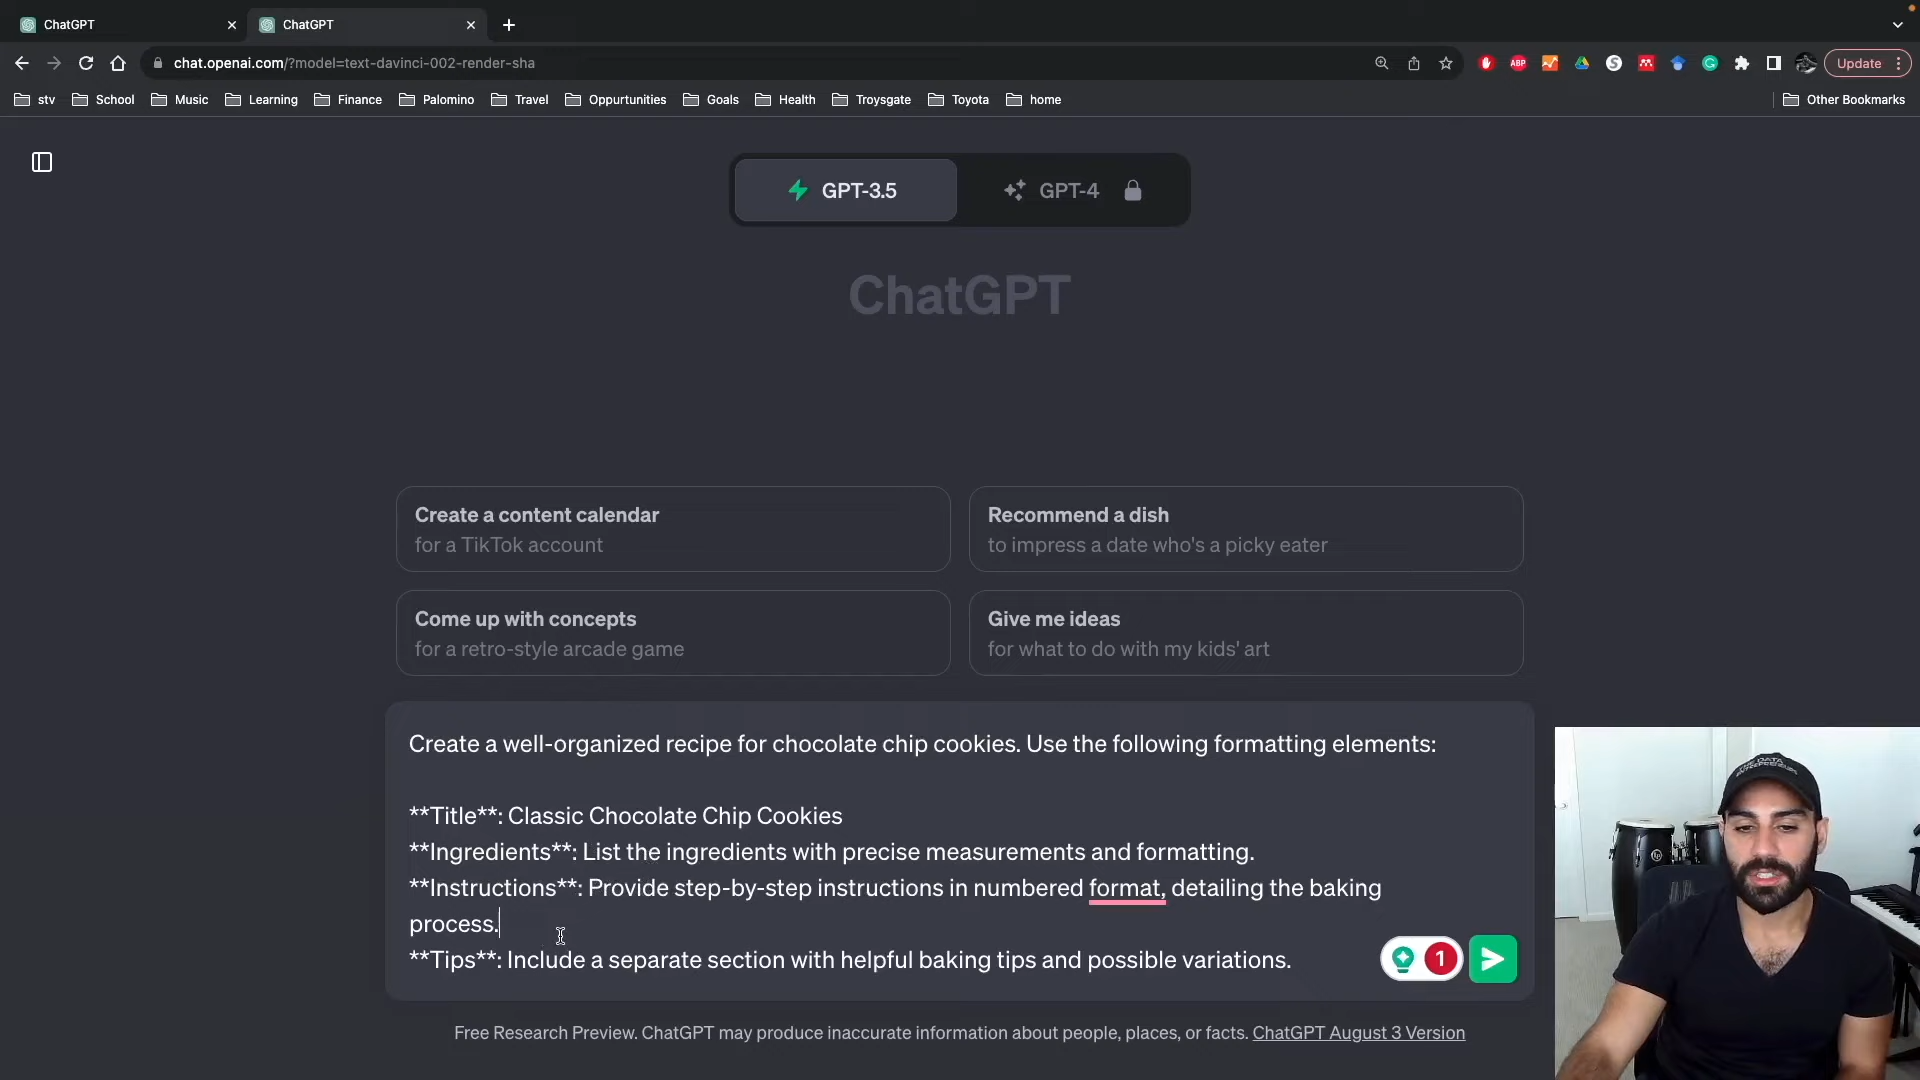 ChatGPT
ChatGPT
chat.openai.com/?model=text-davinci-002-render-sha
ABP
S
G
Update
stv
School
Music
Learning
Finance
Palomino
Travel
Oppurtunities
Goals
Health
Troysgate
Toyota
home
Other Bookmarks
GPT-3.5
GPT-4
ChatGPT
Create a content calendar
for a TikTok account
Recommend a dish
to impress a date who's a picky eater
Come up with concepts
for a retro-style arcade game
Give me ideas
for what to do with my kids' art
Create a well-organized recipe for chocolate chip cookies. Use the following formatting elements:
**Title**: Classic Chocolate Chip Cookies
**Ingredients**: List the ingredients with precise measurements and formatting.
**Instructions**: Provide step-by-step instructions in numbered format, detailing the baking
process.
**Tips**: Include a separate section with helpful baking tips and possible variations.
1
Free Research Preview. ChatGPT may produce inaccurate information about people, places, or facts. ChatGPT August 3 Version
THE DATA
ENTREPRENEUR
LP